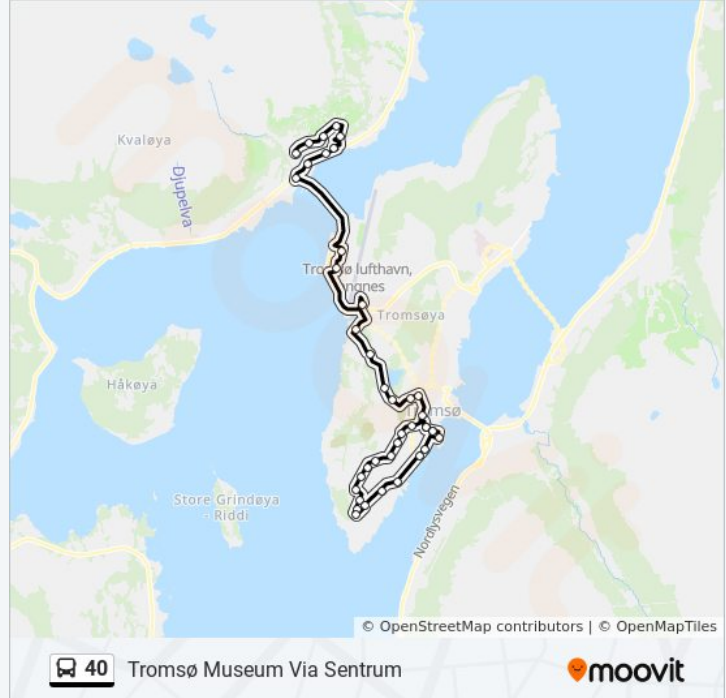 Kvaløya
Djupelva
Tromsø lufthavn,
Tromsøya
Håkøya
Tromsø
Store Grindøya
- Riddi
Nordlysvegen
© OpenStreetMap contributors | © OpenMapTiles
40 Tromsø Museum Via Sentrum
moovit